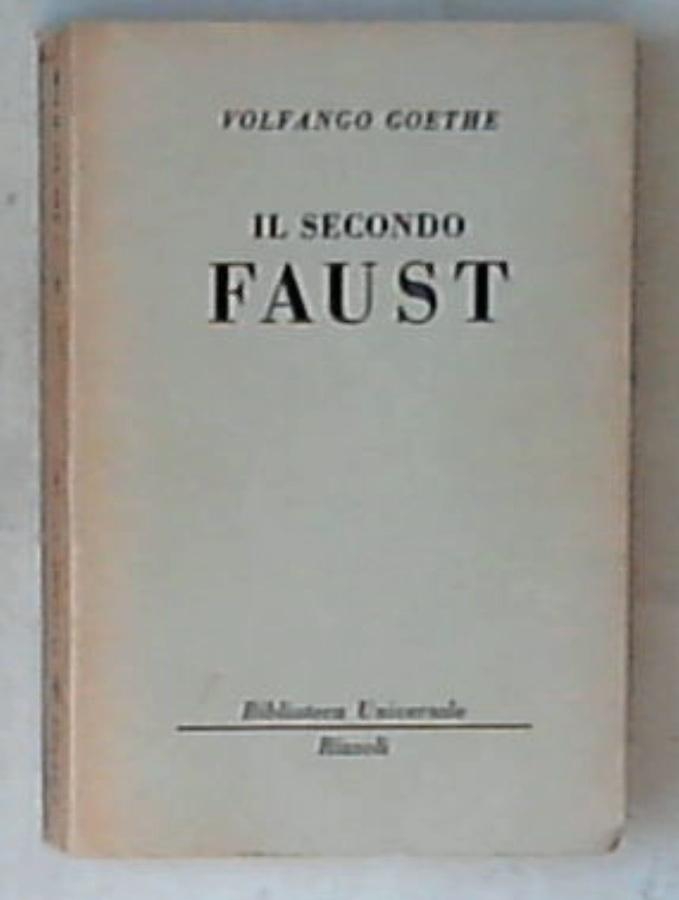 VOLFANGO GOETHE
IL SECONDO
FAUST
Biblioteca Universale
Rizzoli